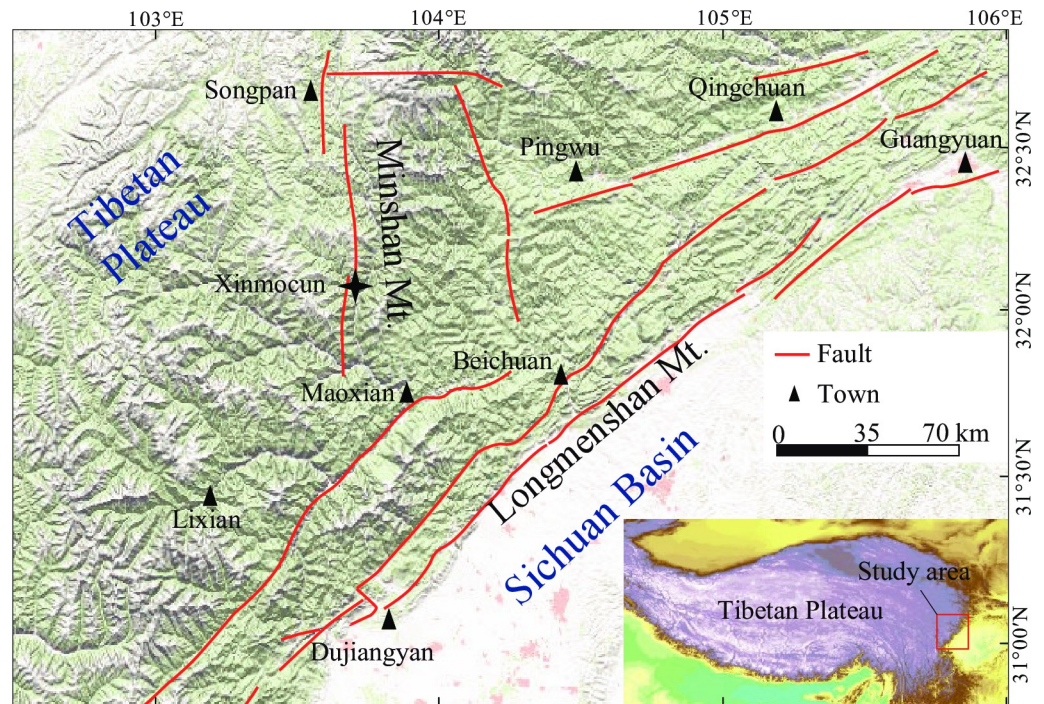 103°E
104°E
105°E
106°E
Songpan
Qingchuan
Guangyuan
Pingwu
32°30′N
Minshan Mt.
Tibetan
Plateau
Xinmocun
32°00′N
Beichuan
Maoxian
Fault
Town
0 35 70 km
Longmenshan Mt.
31°30′N
Sichuan Basin
Lixian
Study area
Tibetan Plateau
31°00′N
Dujiangyan